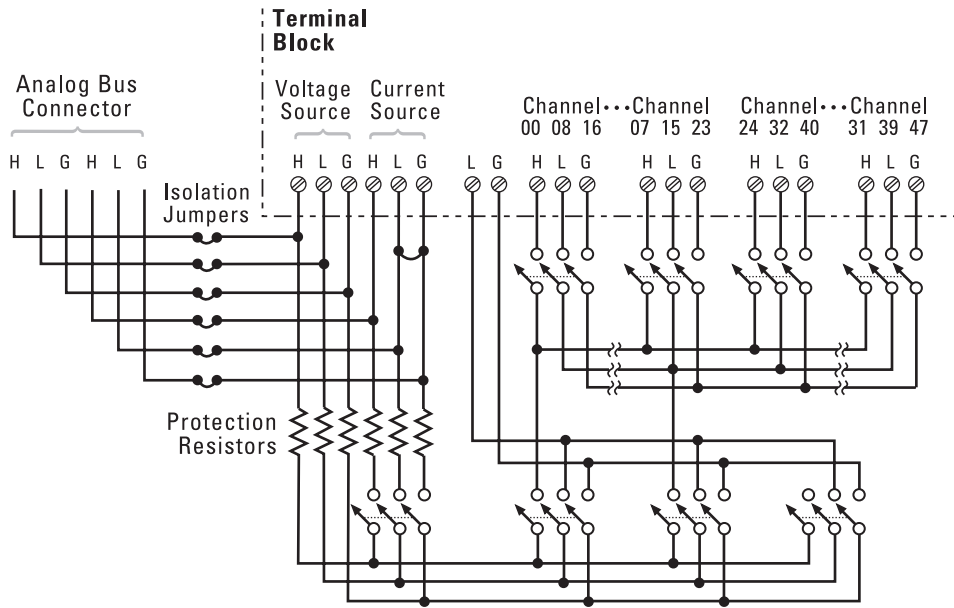 Terminal
Block
Analog Bus
Connector
Voltage
Source
Current
Source
Channel•••Channel
00 08 16 07 15 23
Channel•••Channel
24 32 40 31 39 47
H L G H L G
H L G H L G
L G
H L G
H L G
H L G
H L G
Isolation
Jumpers
Protection
Resistors